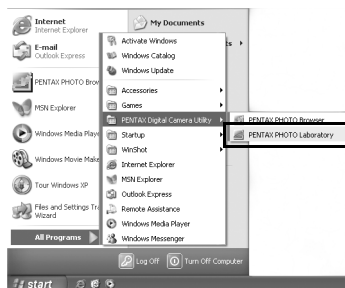 Internet
Internet Explorer
E-mail
Outlook Express
PENTAX PHOTO Brow
MSN Explorer
Windows Media Playe
Windows Movie Make
Tour Windows XP
Files and Settings Tra
Wizard
All Programs
My Documents
Activate Windows
Windows Catalog
Windows Update
Accessories
Games
PENTAX Digital Camera Utility
Startup
WinShot
Internet Explorer
MSN Explorer
Outlook Express
Remote Assistance
Windows Media Player
Windows Messenger
PENTAX PHOTO Browser
PENTAX PHOTO Laboratory
Log Off
Turn Off Computer
start